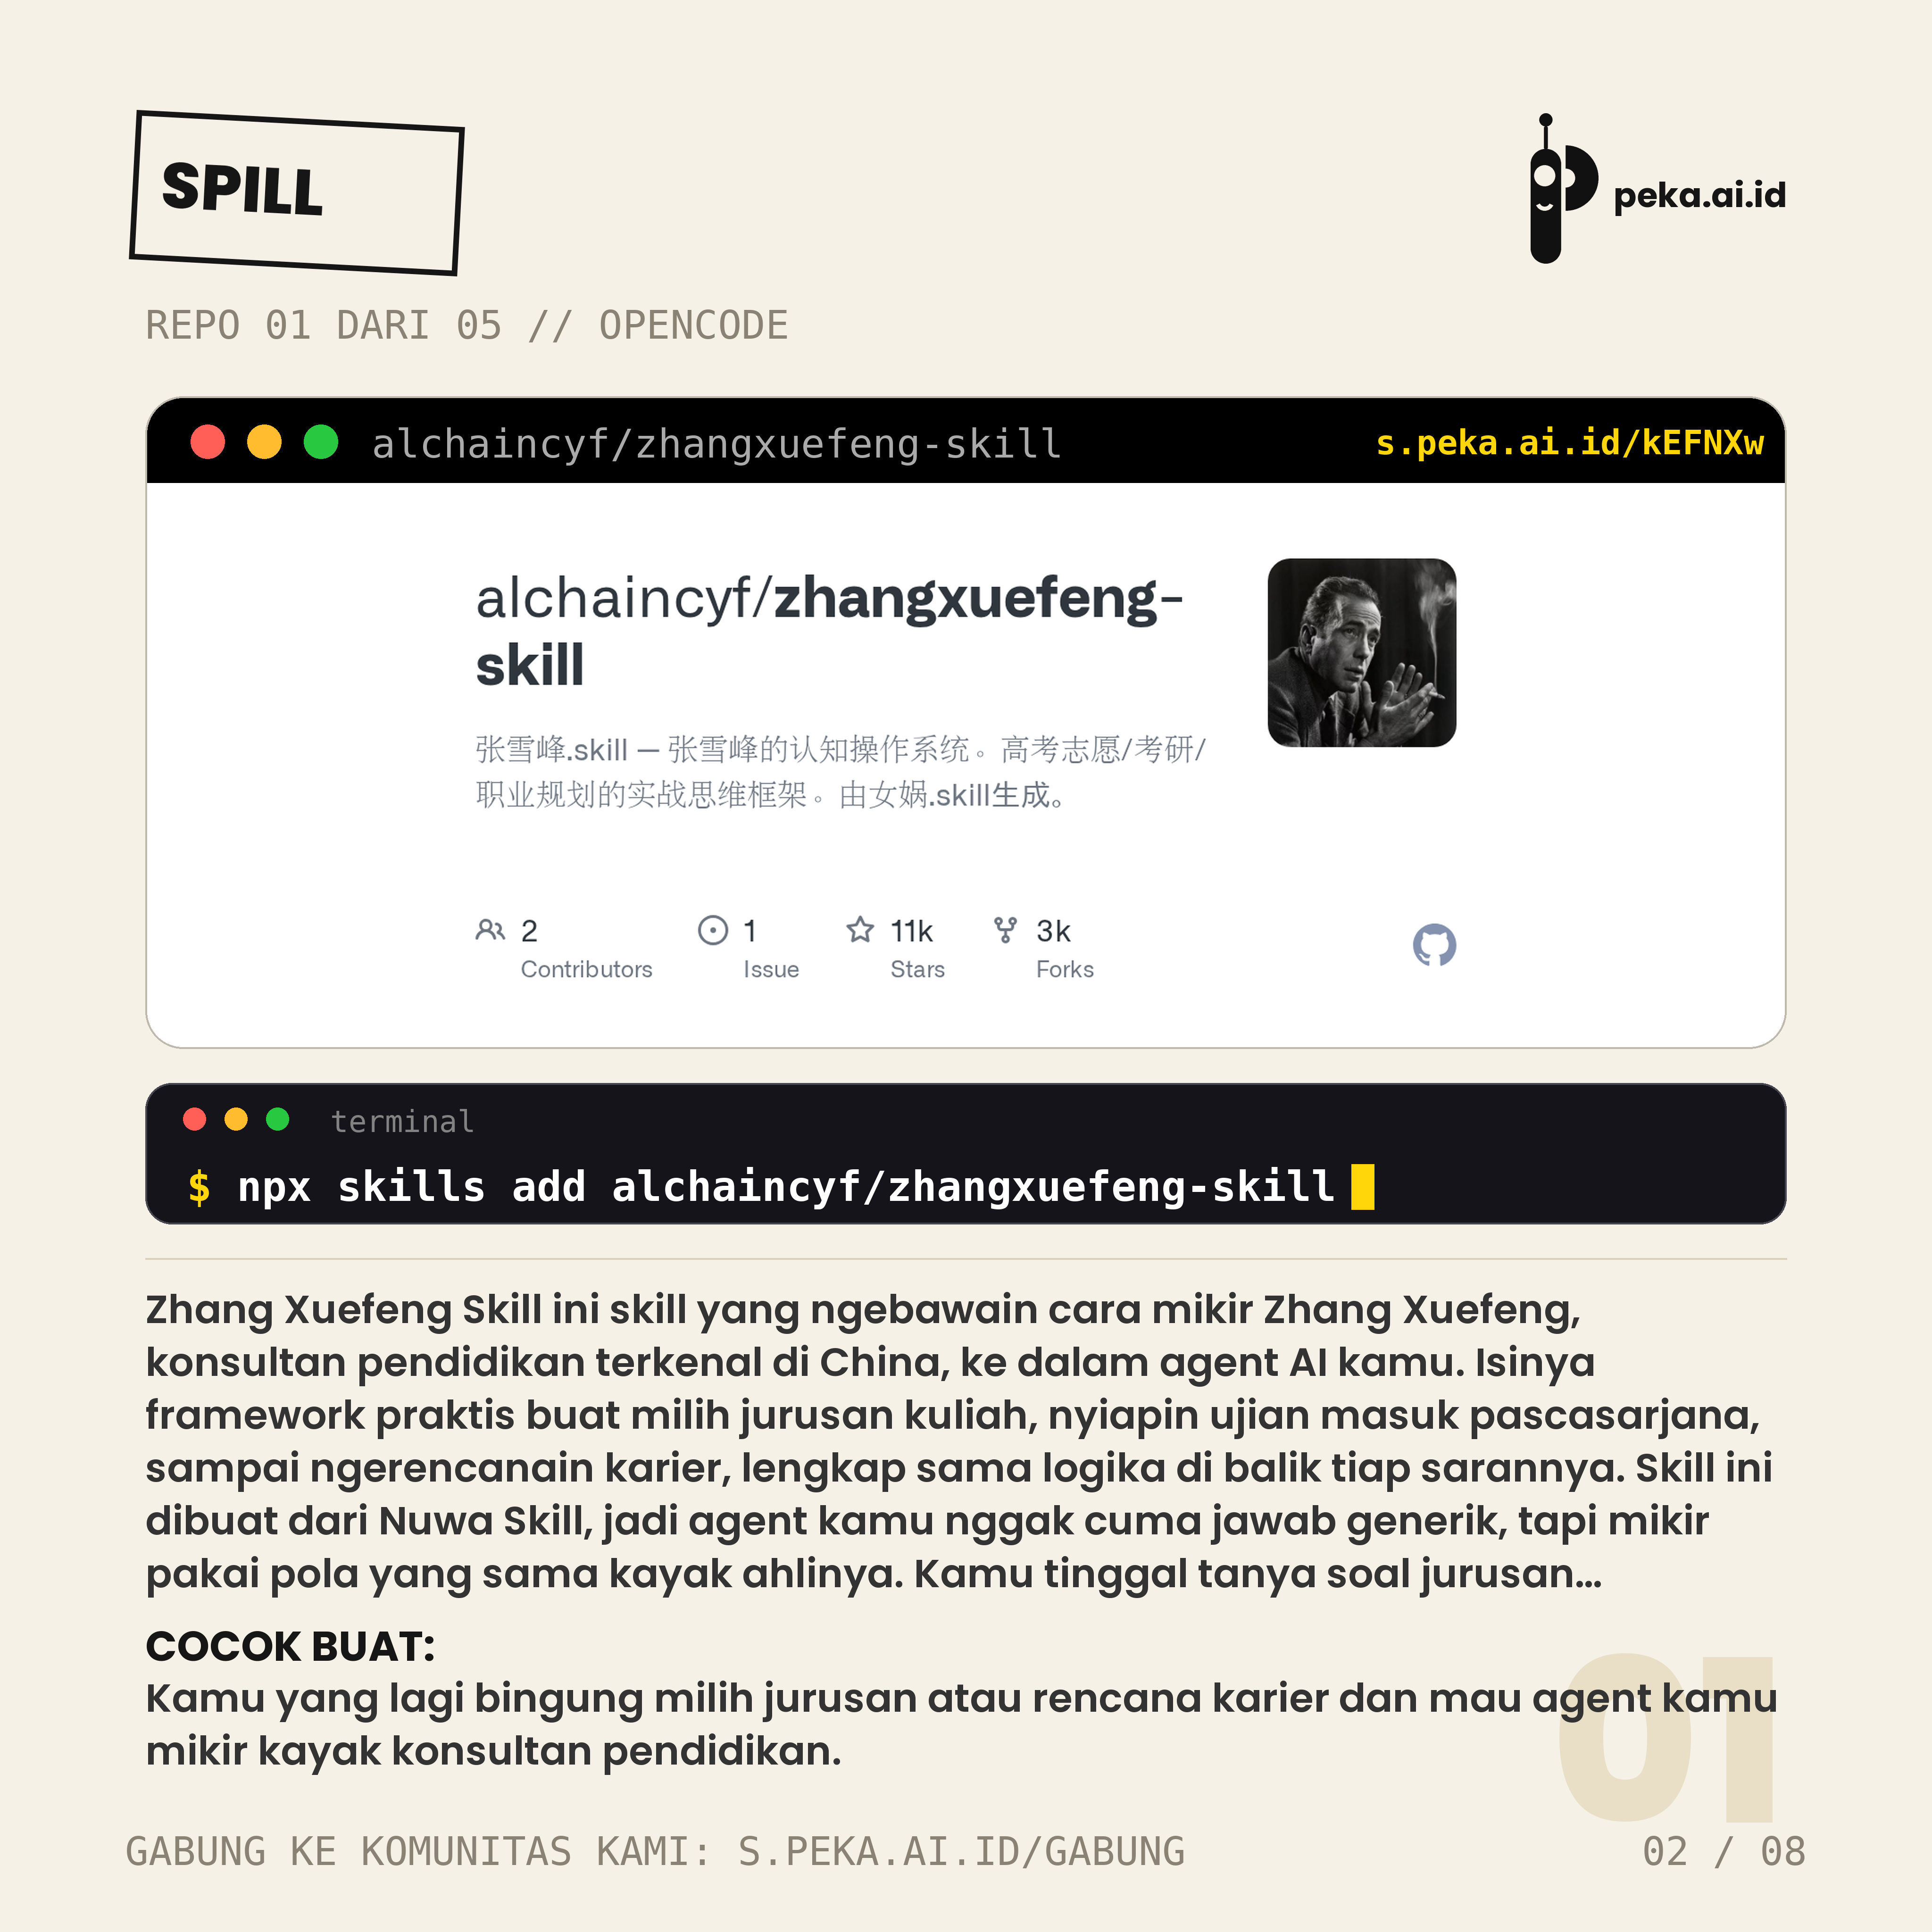 SPILL
peka.ai.id
REPO 01 DARI 05 // OPENCODE
alchaincyf/zhangxuefeng-skill
s.peka.ai.id/kEFNXw
alchaincyf/zhangxuefeng-
skill
张雪峰.skill — 张雪峰的认知操作系统。高考志愿/考研/
职业规划的实战思维框架。由女娲.skill生成。
2
Contributors
1
Issue
11k
Stars
3k
Forks
terminal
$ npx skills add alchaincyf/zhangxuefeng-skill
Zhang Xuefeng Skill ini skill yang ngebawain cara mikir Zhang Xuefeng,
konsultan pendidikan terkenal di China, ke dalam agent AI kamu. Isinya
framework praktis buat milih jurusan kuliah, nyiapin ujian masuk pascasarjana,
sampai ngerencanain karier, lengkap sama logika di balik tiap sarannya. Skill ini
dibuat dari Nuwa Skill, jadi agent kamu nggak cuma jawab generik, tapi mikir
pakai pola yang sama kayak ahlinya. Kamu tinggal tanya soal jurusan...
COCOK BUAT:
Kamu yang lagi bingung milih jurusan atau rencana karier dan mau agent kamu
mikir kayak konsultan pendidikan.
01
GABUNG KE KOMUNITAS KAMI: S.PEKA.AI.ID/GABUNG
02 / 08